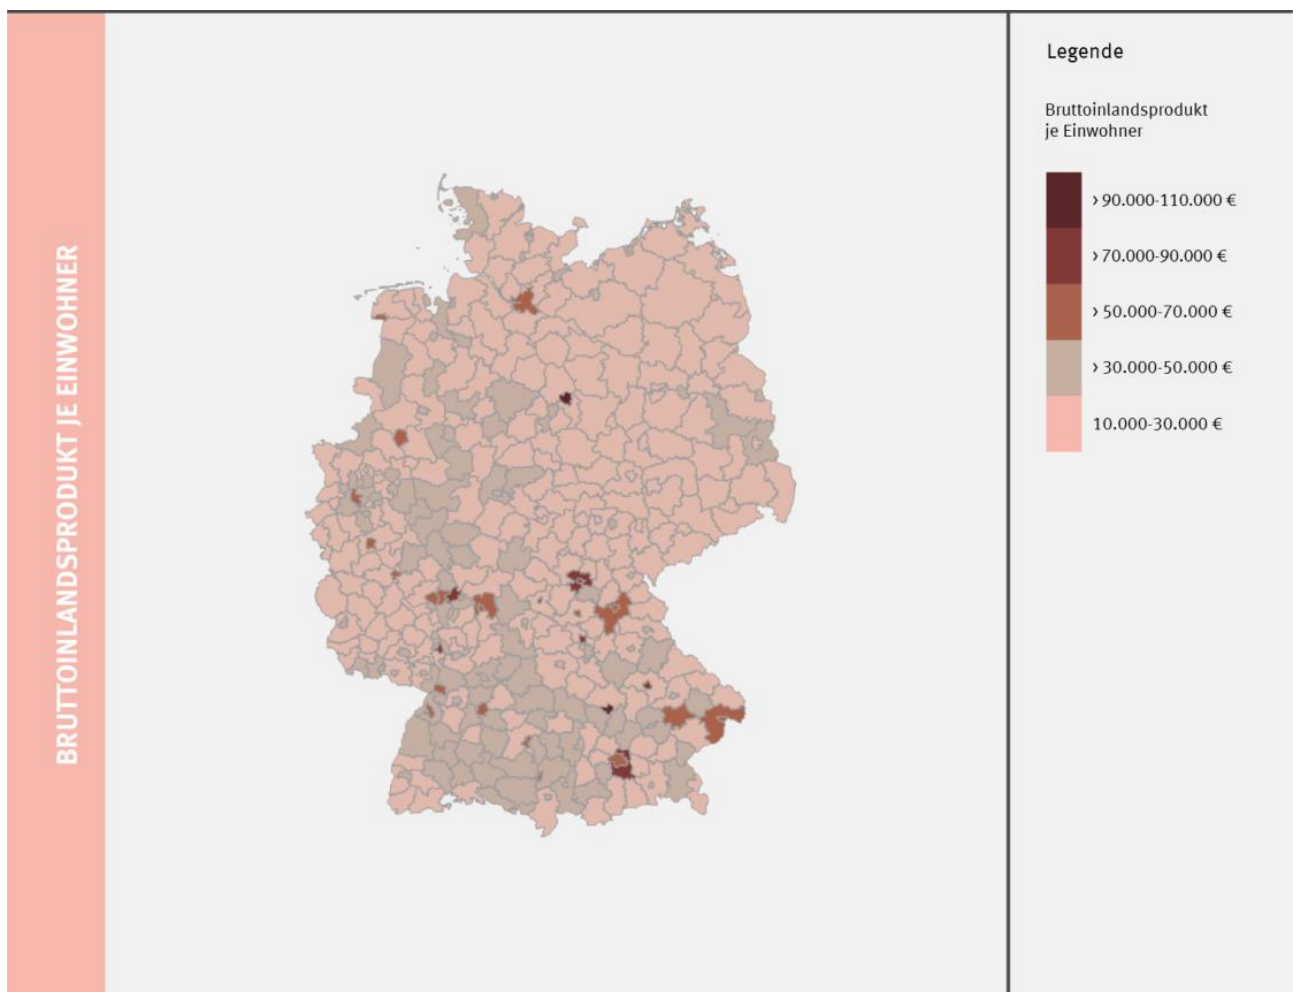 BRUTTOINLANDSPRODUKT JE EINWOHNER
Legende
Bruttoinlandsprodukt
je Einwohner
› 90.000-110.000 €
› 70.000-90.000 €
› 50.000-70.000 €
› 30.000-50.000 €
10.000-30.000 €